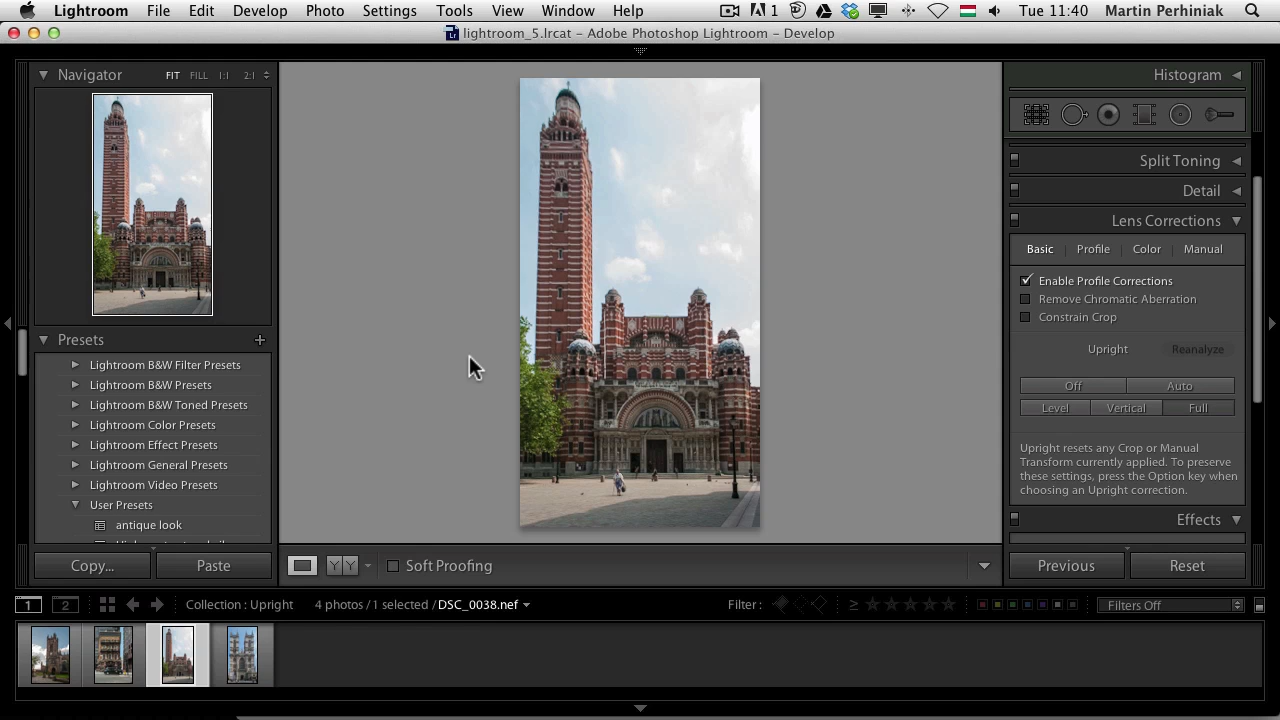 Lightroom File Edit Develop Photo Settings Tools View Window Help 1 Tue 11:40 Martin Perhiniak
Lr lightroom_5.lrcat – Adobe Photoshop Lightroom – Develop
Navigator FIT FILL 1:1 2:1
Histogram
Split Toning
Detail
Lens Corrections
Basic Profile Color Manual
Enable Profile Corrections
Remove Chromatic Aberration
Constrain Crop
Upright Reanalyze
Off Auto
Level Vertical Full
Upright resets any Crop or Manual
Transform currently applied. To preserve
these settings, press the Option key when
choosing an Upright correction.
Effects
Previous Reset
Presets +
Lightroom B&W Filter Presets
Lightroom B&W Presets
Lightroom B&W Toned Presets
Lightroom Color Presets
Lightroom Effect Presets
Lightroom General Presets
Lightroom Video Presets
User Presets
antique look
Copy... Paste
Y Y Soft Proofing
1 2 Collection : Upright 4 photos / 1 selected / DSC_0038.nef Filter : ≥ Filters Off